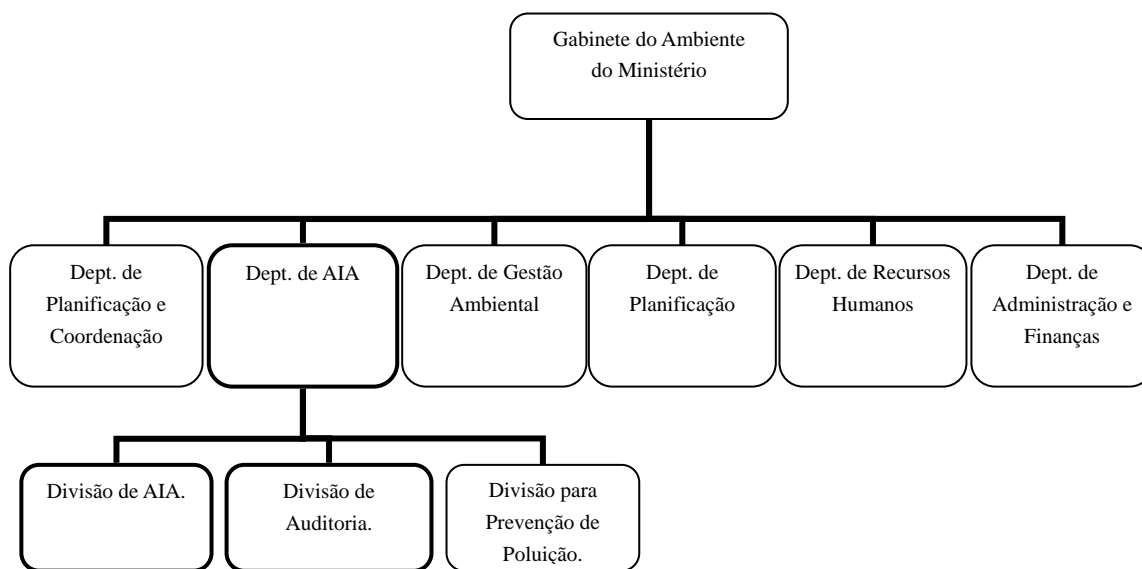 Gabinete do Ambiente
do Ministério
Dept. de
Planificação e
Coordenação
Dept. de AIA
Dept. de Gestão
Ambiental
Dept. de
Planificação
Dept. de Recursos
Humanos
Dept. de
Administração e
Finanças
Divisão de AIA.
Divisão de
Auditoria.
Divisão para
Prevenção de
Poluição.